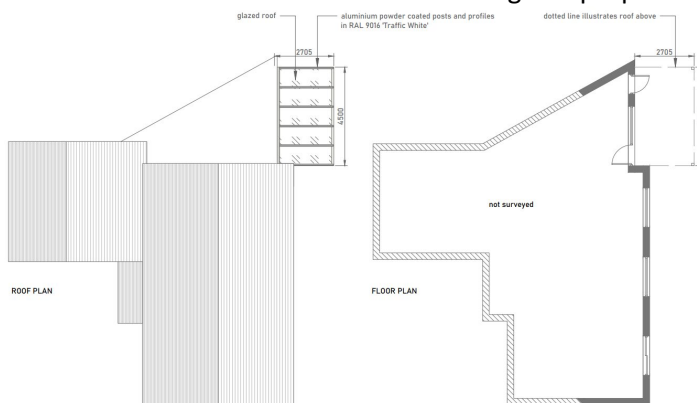 glazed roof
aluminium powder coated posts and profiles
in RAL 9016 'Traffic White'
dotted line illustrates roof above
2705
2705
4500
not surveyed
ROOF PLAN
FLOOR PLAN